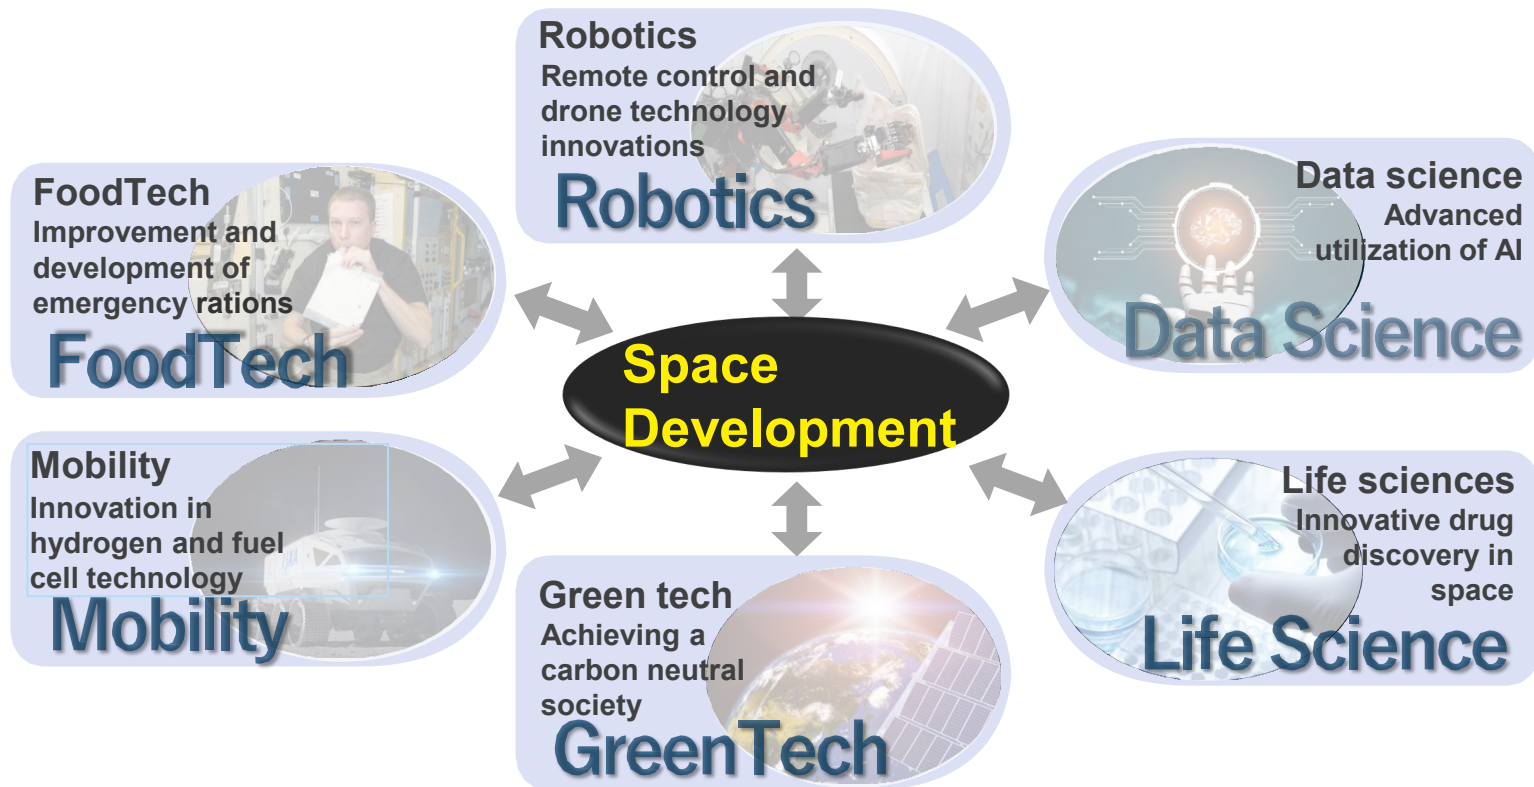 Robotics
Remote control and
drone technology
innovations
Robotics
FoodTech
Improvement and
development of
emergency rations
FoodTech
Data science
Advanced
utilization of AI
Data Science
Space
Development
Mobility
Innovation in
hydrogen and fuel
cell technology
Mobility
Green tech
Achieving a
carbon neutral
society
GreenTech
Life sciences
Innovative drug
discovery in
space
Life Science